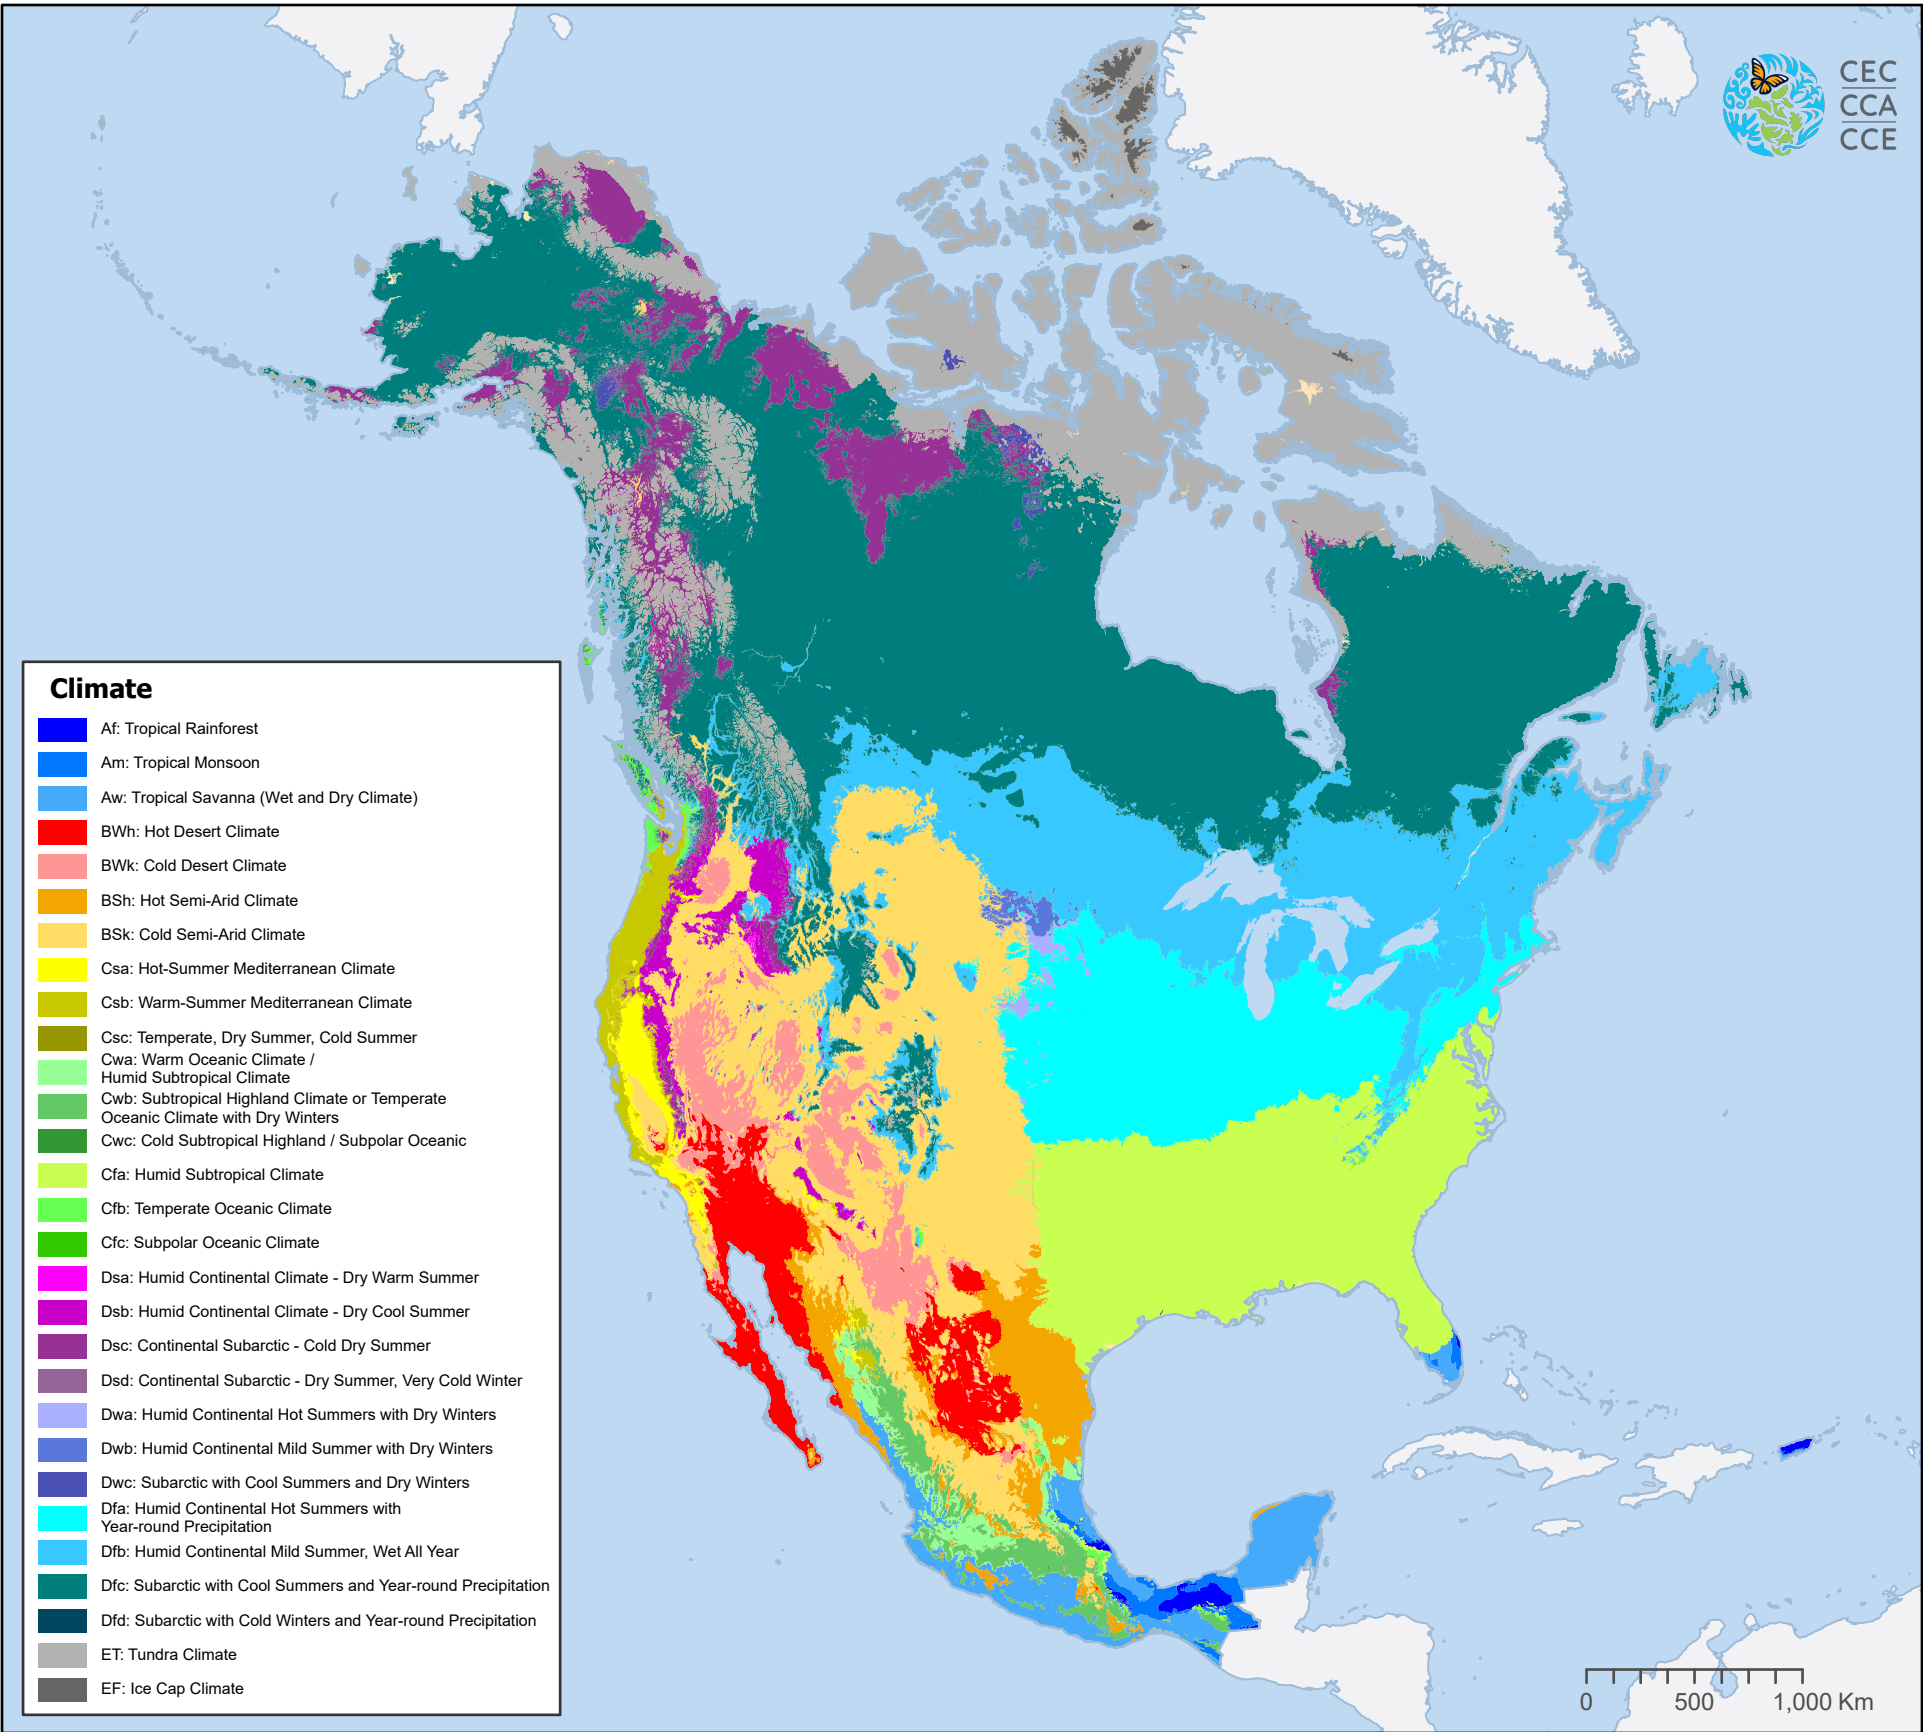 CEC
CCA
CCE
Climate
Af: Tropical Rainforest
Am: Tropical Monsoon
Aw: Tropical Savanna (Wet and Dry Climate)
BWh: Hot Desert Climate
BWk: Cold Desert Climate
BSh: Hot Semi-Arid Climate
BSk: Cold Semi-Arid Climate
Csa: Hot-Summer Mediterranean Climate
Csb: Warm-Summer Mediterranean Climate
Csc: Temperate, Dry Summer, Cold Summer
Cwa: Warm Oceanic Climate /
Humid Subtropical Climate
Cwb: Subtropical Highland Climate or Temperate
Oceanic Climate with Dry Winters
Cwc: Cold Subtropical Highland / Subpolar Oceanic
Cfa: Humid Subtropical Climate
Cfb: Temperate Oceanic Climate
Cfc: Subpolar Oceanic Climate
Dsa: Humid Continental Climate - Dry Warm Summer
Dsb: Humid Continental Climate - Dry Cool Summer
Dsc: Continental Subarctic - Cold Dry Summer
Dsd: Continental Subarctic - Dry Summer, Very Cold Winter
Dwa: Humid Continental Hot Summers with Dry Winters
Dwb: Humid Continental Mild Summer with Dry Winters
Dwc: Subarctic with Cool Summers and Dry Winters
Dfa: Humid Continental Hot Summers with
Year-round Precipitation
Dfb: Humid Continental Mild Summer, Wet All Year
Dfc: Subarctic with Cool Summers and Year-round Precipitation
Dfd: Subarctic with Cold Winters and Year-round Precipitation
ET: Tundra Climate
EF: Ice Cap Climate
0 500 1,000 Km